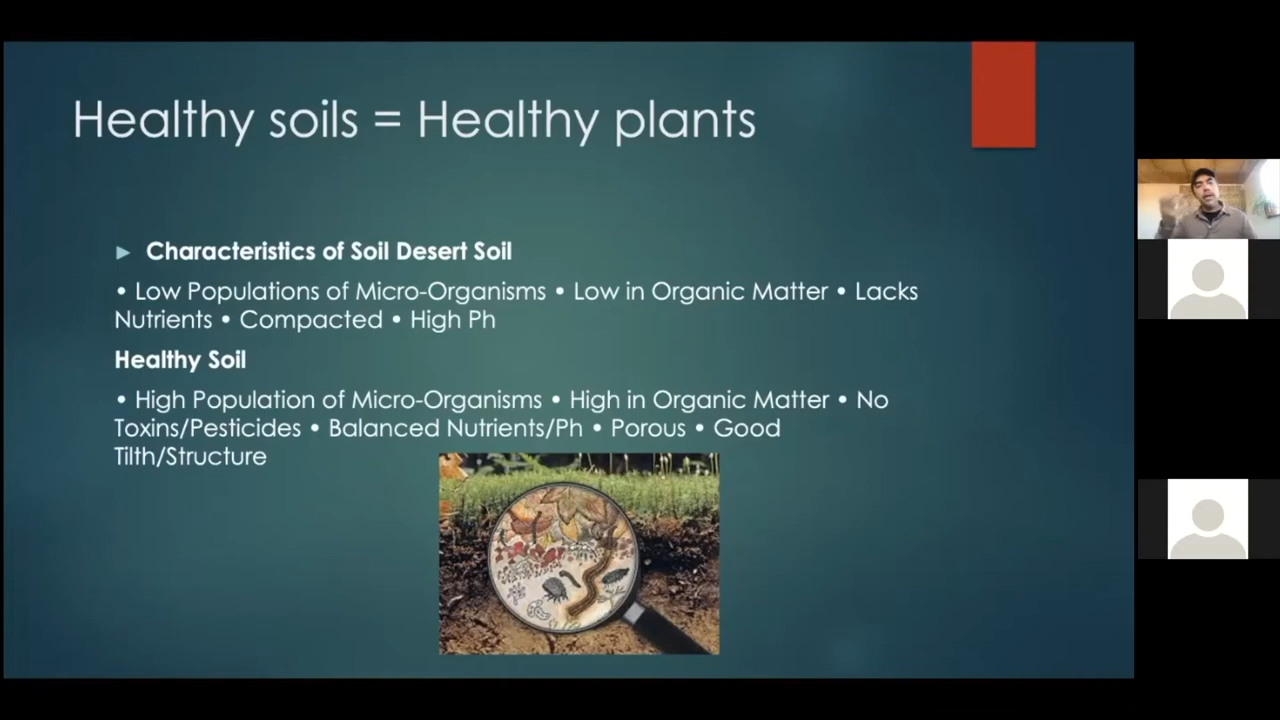 Healthy soils = Healthy plants
► Characteristics of Soil Desert Soil
• Low Populations of Micro-Organisms • Low in Organic Matter • Lacks
Nutrients • Compacted • High Ph
Healthy Soil
• High Population of Micro-Organisms • High in Organic Matter • No
Toxins/Pesticides • Balanced Nutrients/Ph • Porous • Good
Tilth/Structure